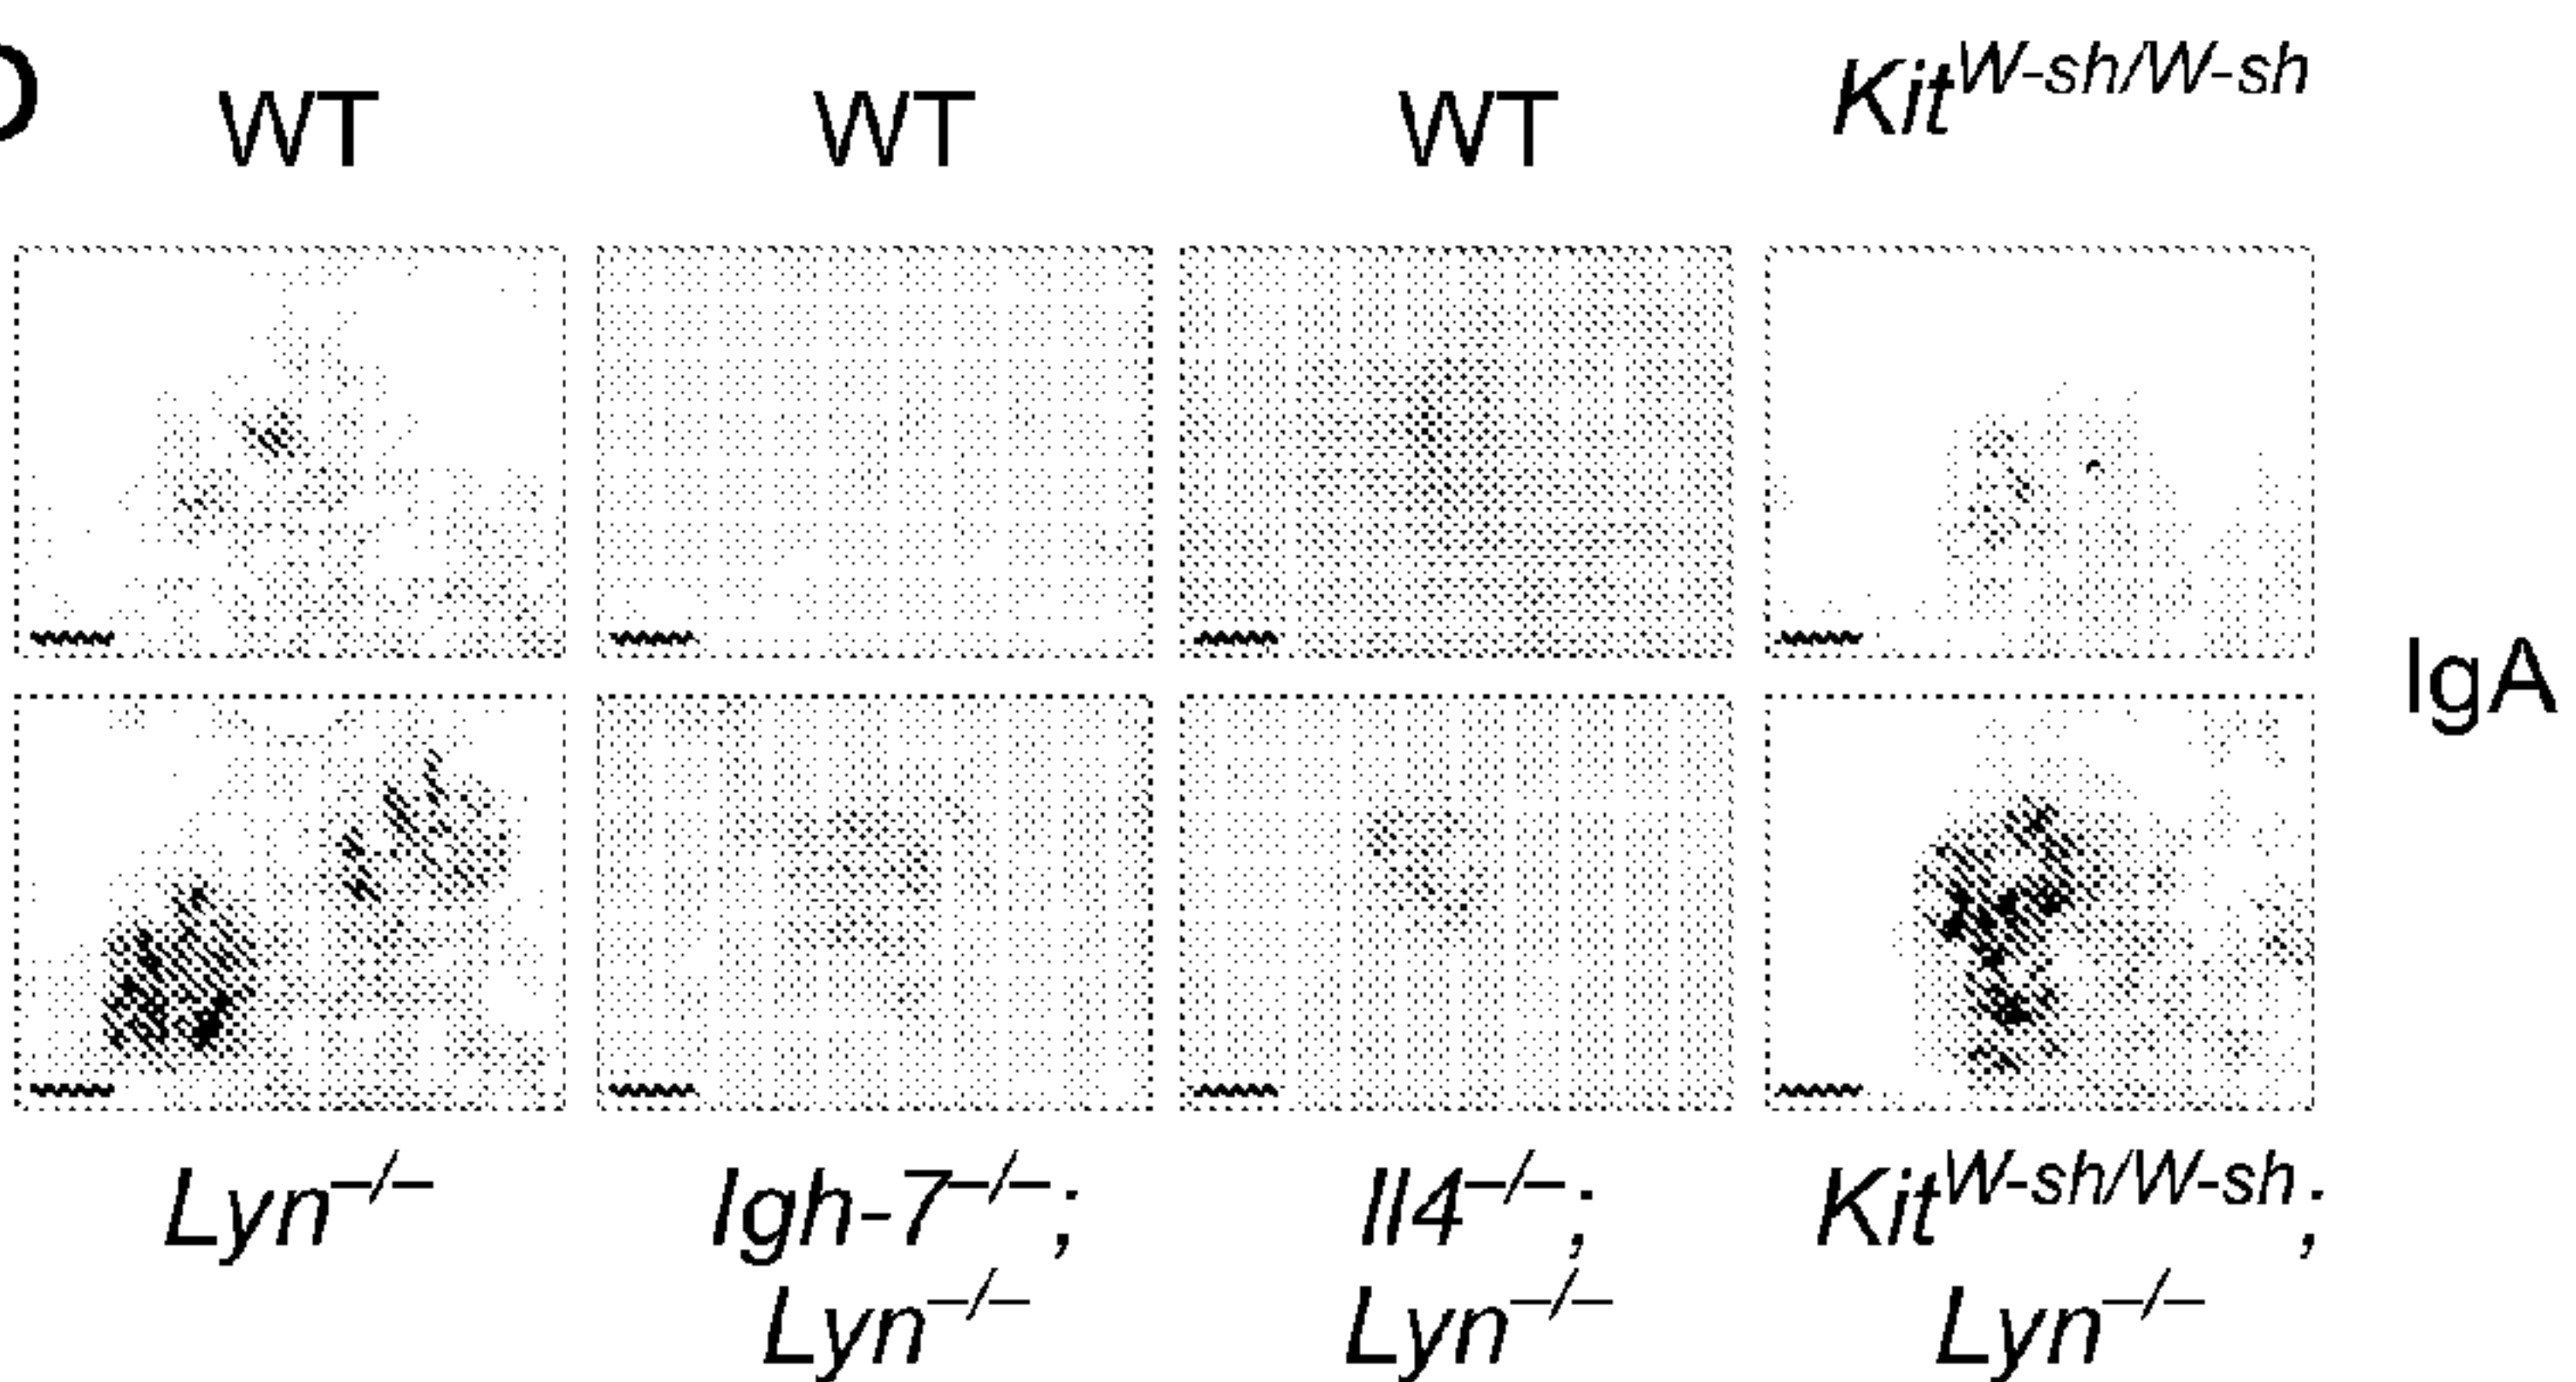 D
WT WT WT Kit^W-sh/W-sh
IgA
Lyn–/– Igh-7–/–; Il4–/–; Kit^W-sh/W-sh;
Lyn–/– Lyn–/– Lyn–/–